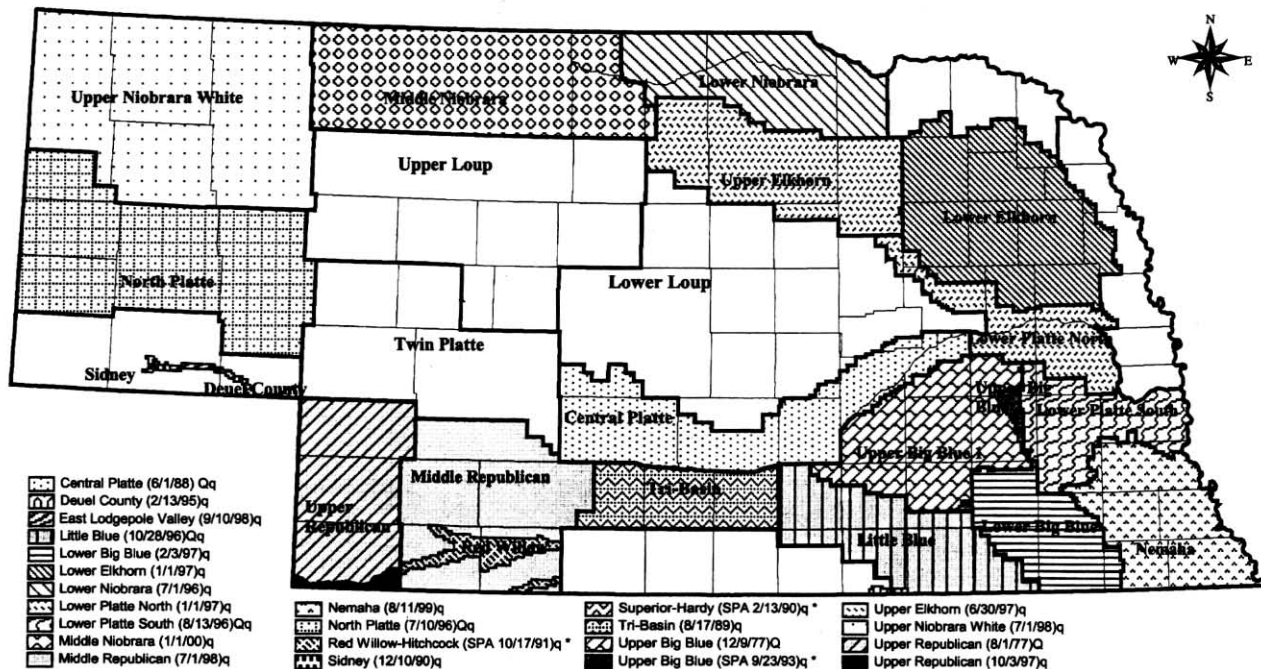 N
W E
S
Upper Niobrara White
Middle Niobrara
Lower Niobrara
Upper Loup
Upper Elkhorn
Lower Elkhorn
North Platte
Lower Loup
Twin Platte
Lower Platte North
Sidney
Deuel County
Upper Big
Blue
Lower Platte South
Central Platte
Upper Big Blue 1
Middle Republican
Tri-Basin
Upper
Republican
Red Willow
Little Blue
Lower Big Blue
Nemaha
Central Platte (6/1/88) Qq
Deuel County (2/13/95)q
East Lodgepole Valley (9/10/98)q
Little Blue (10/28/96)Qq
Lower Big Blue (2/3/97)q
Lower Elkhorn (1/1/97)q
Lower Niobrara (7/1/96)q
Lower Platte North (1/1/97)q
Lower Platte South (8/13/96)Qq
Middle Niobrara (1/1/00)q
Middle Republican (7/1/98)q
Nemaha (8/11/99)q
North Platte (7/10/96)Qq
Red Willow-Hitchcock (SPA 10/17/91)q *
Sidney (12/10/90)q
Superior-Hardy (SPA 2/13/90)q *
Tri-Basin (8/17/89)q
Upper Big Blue (12/9/77)Q
Upper Big Blue (SPA 9/23/93)q *
Upper Elkhorn (6/30/97)q
Upper Niobrara White (7/1/98)q
Upper Republican (8/1/77)Q
Upper Republican (10/3/97)q